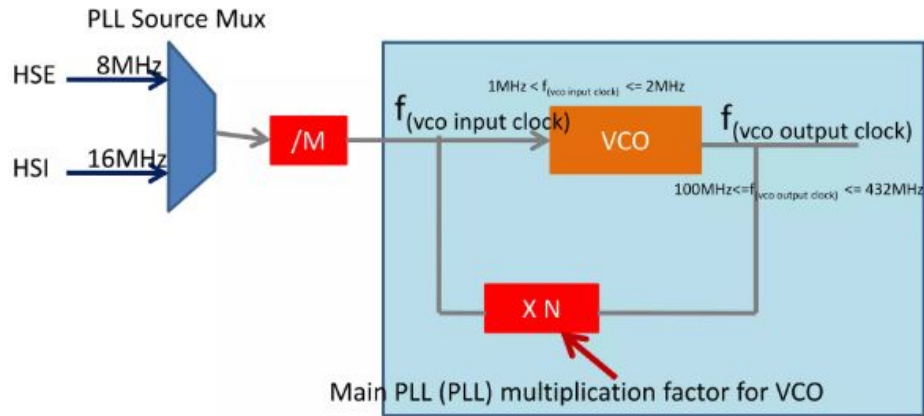 PLL Source Mux
HSE
8MHz
1MHz < f(vco input clock) <= 2MHz
f(vco input clock)
f(vco output clock)
/M
VCO
HSI
16MHz
100MHz<=f(vco output clock) <= 432MHz
X N
Main PLL (PLL) multiplication factor for VCO